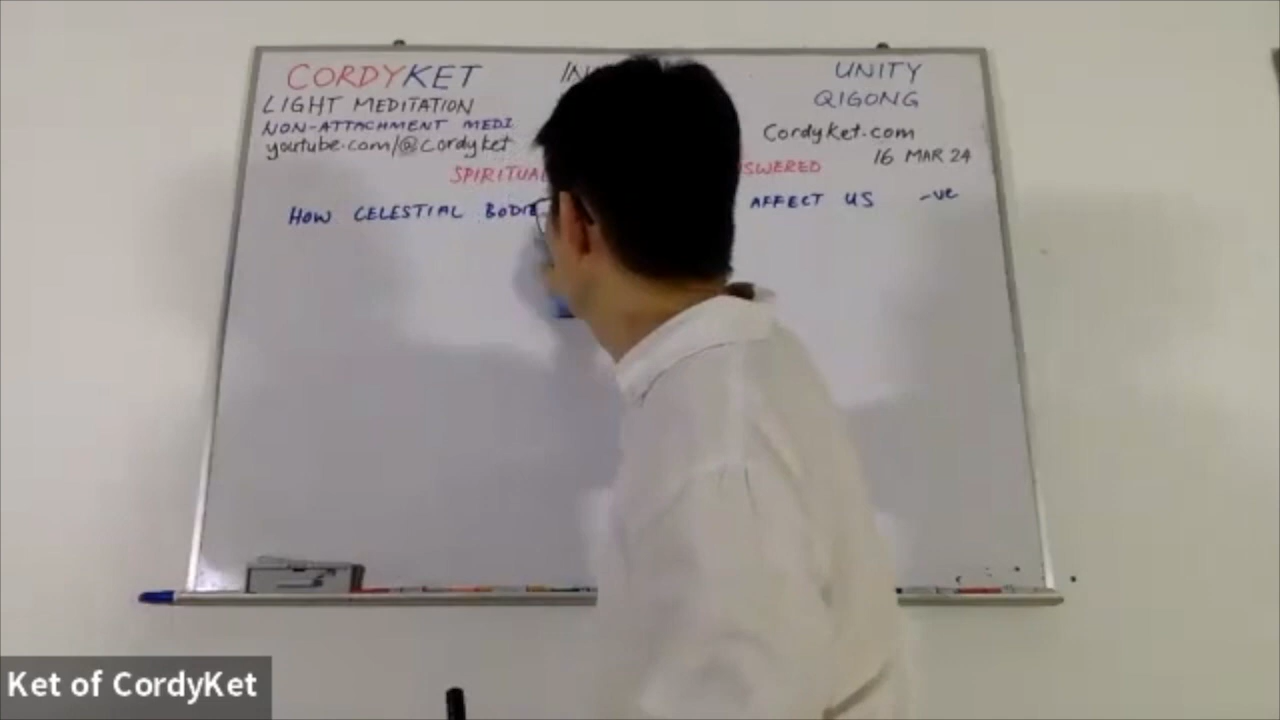 CORDYKET UNITY
LIGHT MEDITATION QIGONG
NON-ATTACHMENT MEDI CordyKet.com
youtube.com/@Cordyket 16 MAR 24
SPIRITUAL
HOW CELESTIAL AFFECT US -ve
Ket of CordyKet